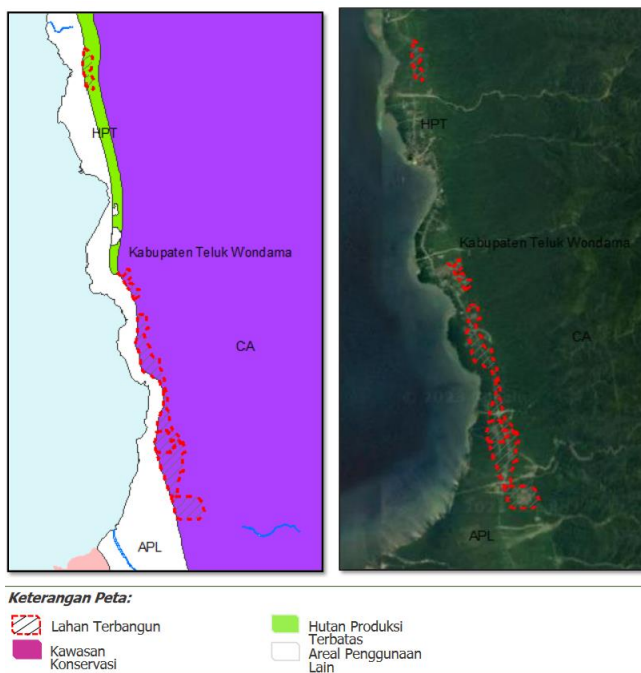 HPT
Kabupaten Teluk Wondama
CA
APL
HPT
Kabupaten Teluk Wondama
CA
APL
Keterangan Peta:
Lahan Terbangun
Kawasan
Konservasi
Hutan Produksi
Terbatas
Areal Penggunaan
Lain